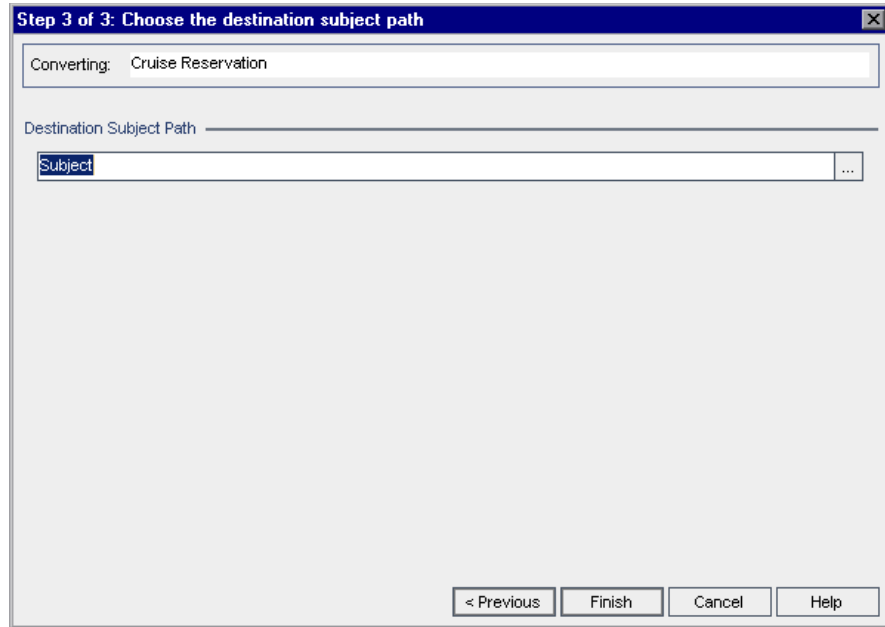 Step 3 of 3: Choose the destination subject path
Converting: Cruise Reservation
Destination Subject Path
Subject ...
< Previous Finish Cancel Help